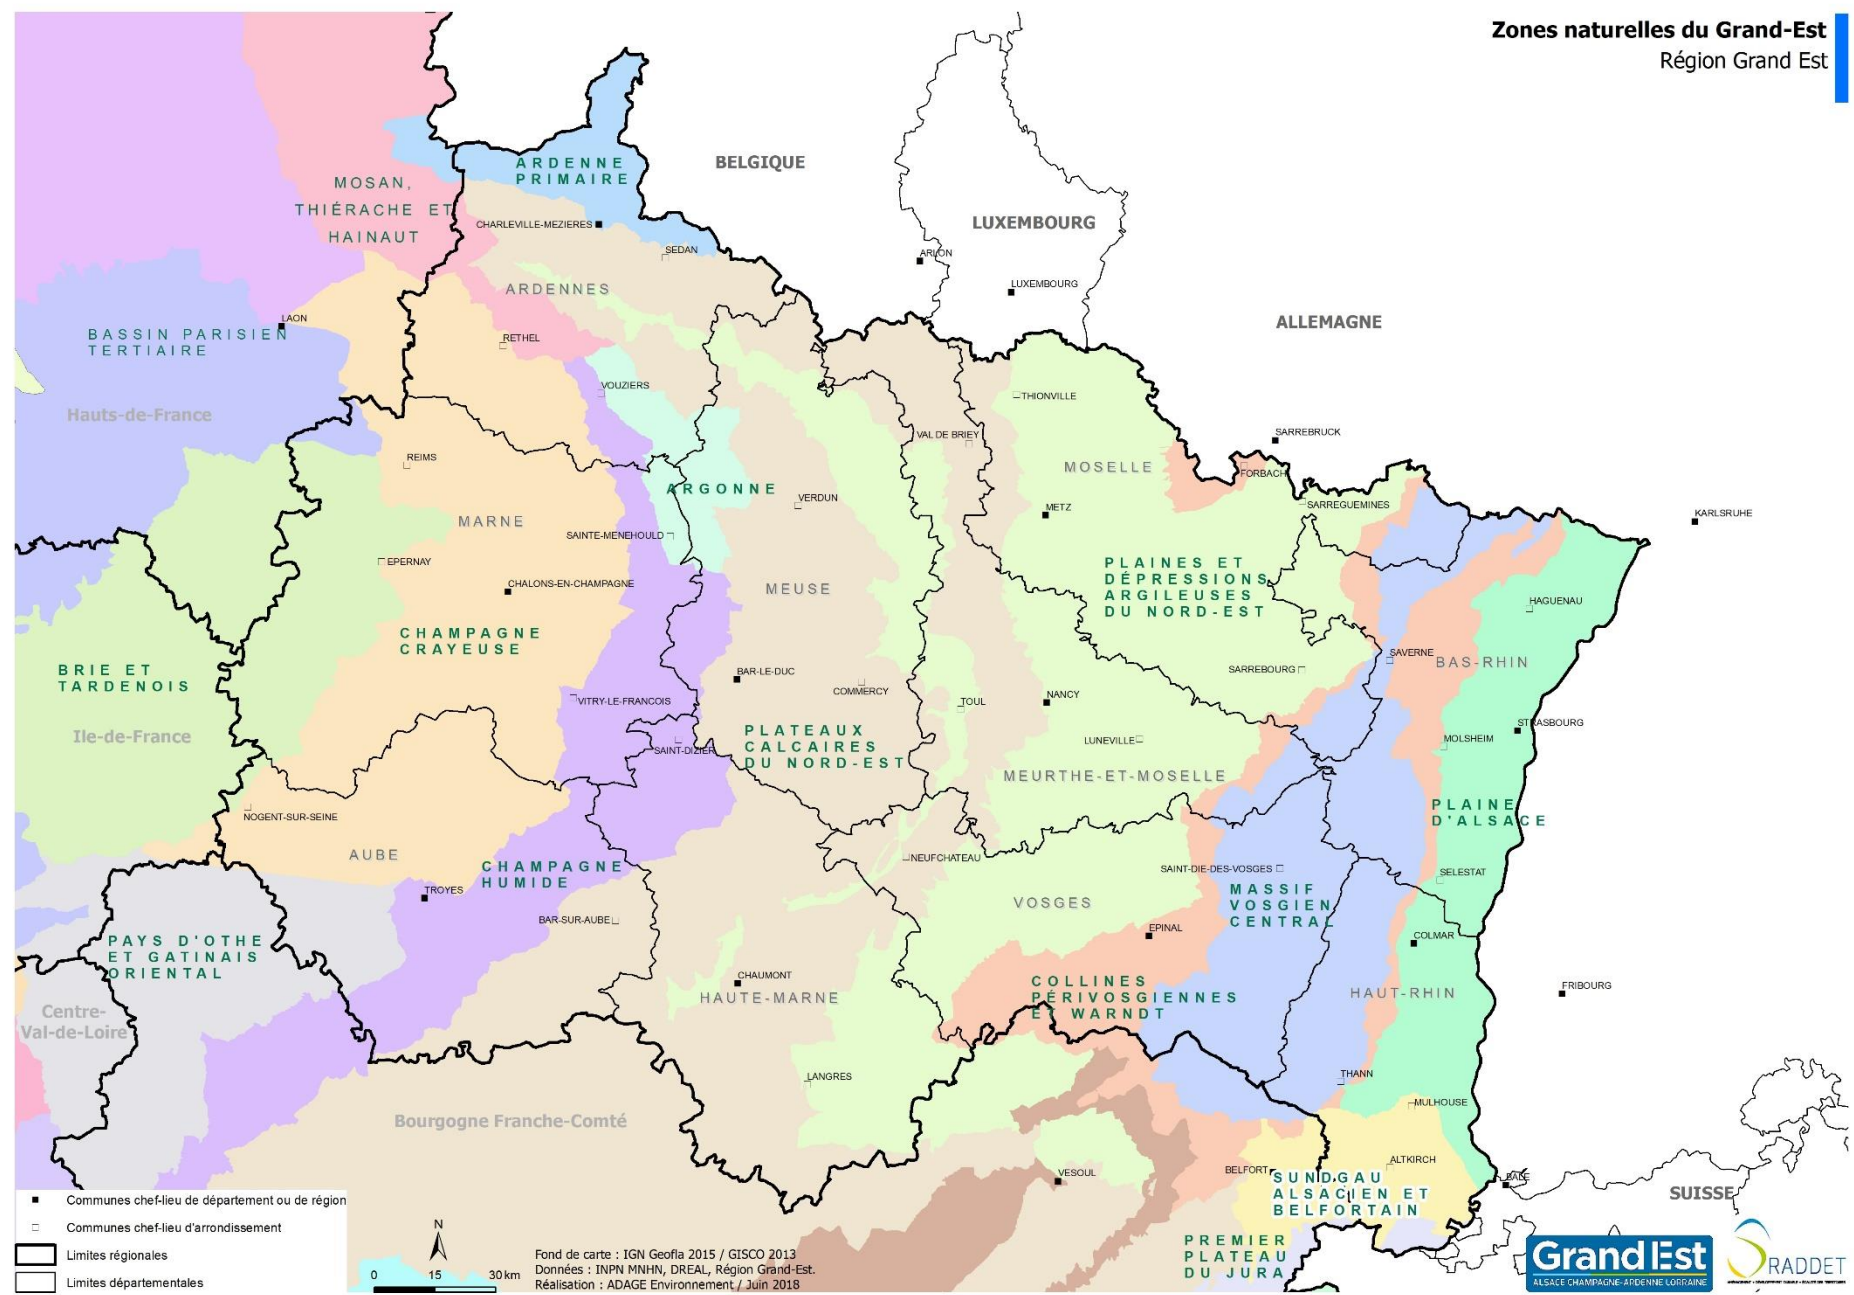 Zones naturelles du Grand-Est
Région Grand Est
BELGIQUE
ARDENNE
PRIMAIRE
MOSAN,
THIÉRACHE ET
HAINAUT
CHARLEVILLE-MEZIERES
SEDAN
LUXEMBOURG
ARLON
LUXEMBOURG
ARDENNES
ALLEMAGNE
LAON
BASSIN PARISIEN
TERTIAIRE
RETHEL
VOUZIERS
THIONVILLE
Hauts-de-France
VAL DE BRIEY
SARREBRUCK
REIMS
MOSELLE
FORBACH
ARGONNE
VERDUN
SARREGUEMINES
METZ
KARLSRUHE
MARNE
SAINTE-MENEHOULD
EPERNAY
CHALONS-EN-CHAMPAGNE
MEUSE
PLAINES ET
DÉPRESSIONS
ARGILEUSES
DU NORD-EST
HAGUENAU
CHAMPAGNE
CRAYEUSE
BRIE ET
TARDENOIS
BAR-LE-DUC
COMMERCY
SARREBOURG
SAVERNE
BAS-RHIN
VITRY-LE-FRANCOIS
TOUL
NANCY
STRASBOURG
Ile-de-France
SAINT-DIZIER
PLATEAUX
CALCAIRES
DU NORD-EST
LUNEVILLE
MOLSHEIM
MEURTHE-ET-MOSELLE
NOGENT-SUR-SEINE
PLAINE
D'ALSACE
AUBE
CHAMPAGNE
HUMIDE
NEUFCHATEAU
SAINT-DIE-DES-VOSGES
SELESTAT
TROYES
BAR-SUR-AUBE
VOSGES
MASSIF
VOSGIEN
CENTRAL
EPINAL
COLMAR
PAYS D'OTHE
ET GATINAIS
ORIENTAL
CHAUMONT
HAUTE-MARNE
COLLINES
PÉRIVOSGIENNES
ET WARNDT
HAUT-RHIN
FRIBOURG
Centre-
Val-de-Loire
LANGRES
THANN
MULHOUSE
Bourgogne Franche-Comté
VESOUL
BELFORT
ALTKIRCH
SUNDGAU
ALSACIEN ET
BELFORTAIN
BALE
SUISSE
PREMIER
PLATEAU
DU JURA
Communes chef-lieu de département ou de région
Communes chef-lieu d'arrondissement
Limites régionales
Limites départementales
N
0 15 30 km
Fond de carte : IGN Geofla 2015 / GISCO 2013
Données : INPN MNHN, DREAL, Région Grand-Est.
Réalisation : ADAGE Environnement / Juin 2018
Grand Est
ALSACE CHAMPAGNE-ARDENNE LORRAINE
SRADDET